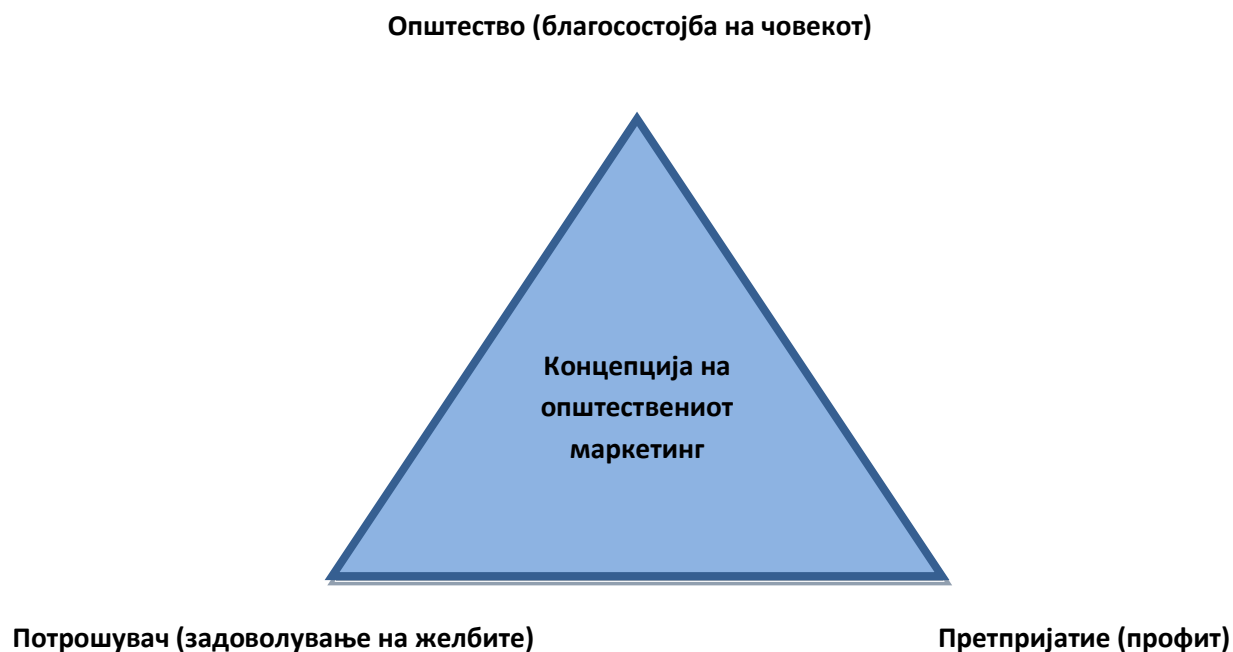 Општество (благосостојба на човекот)
Концепција на
општествениот
маркетинг
Потрошувач (задоволување на желбите)
Претпријатие (профит)